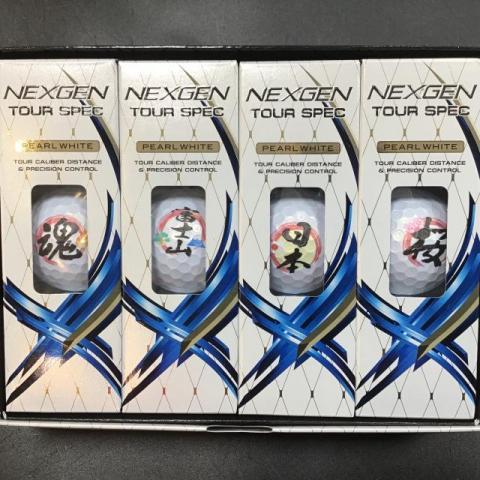 NEXGEN
TOUR SPEC
PEARL WHITE
TOUR CALIBER DISTANCE
& PRECISION CONTROL
魂
NEXGEN
TOUR SPEC
PEARL WHITE
TOUR CALIBER DISTANCE
& PRECISION CONTROL
富士山
NEXGEN
TOUR SPEC
PEARL WHITE
TOUR CALIBER DISTANCE
& PRECISION CONTROL
日本
NEXGEN
TOUR SPEC
PEARL WHITE
TOUR CALIBER DISTANCE
& PRECISION CONTROL
桜